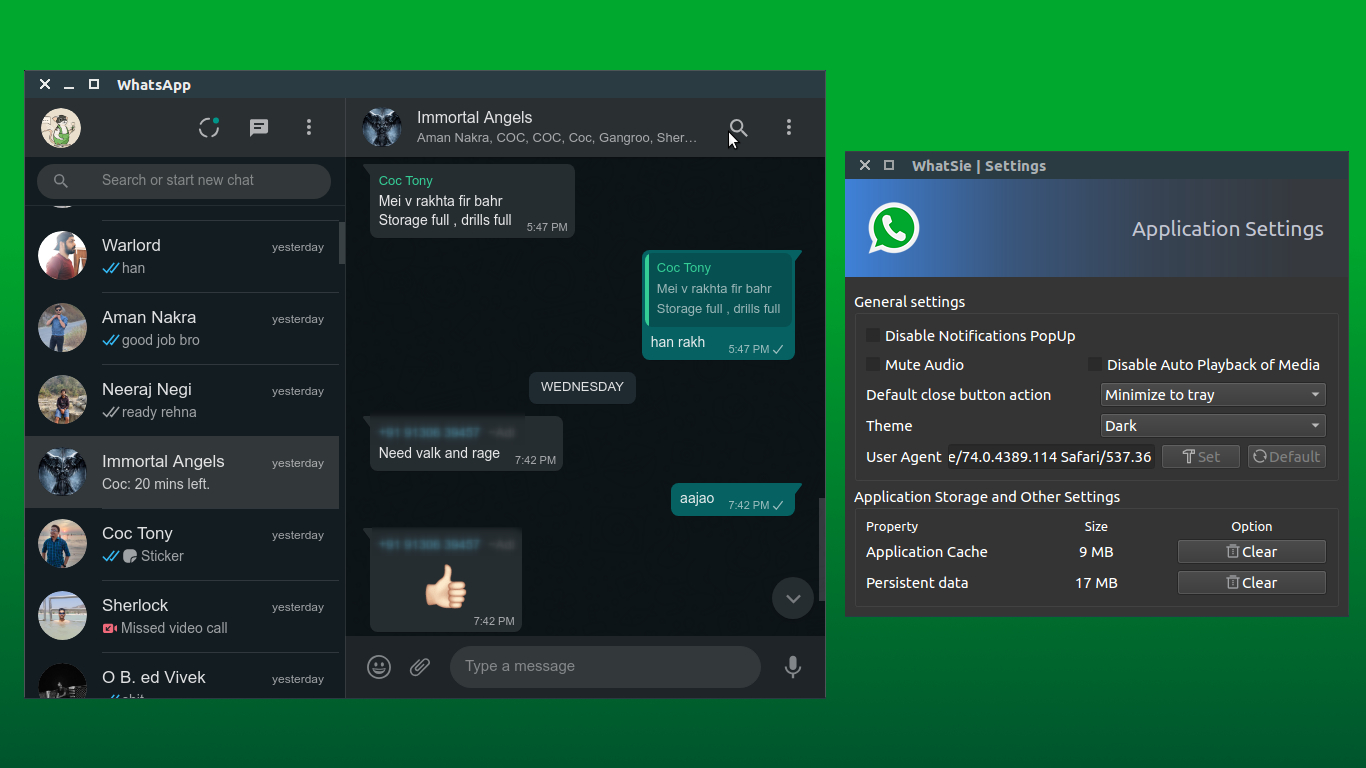 WhatsApp
Search or start new chat
Warlord
yesterday
han
Aman Nakra
yesterday
good job bro
Neeraj Negi
yesterday
ready rehna
Immortal Angels
yesterday
Coc: 20 mins left.
Coc Tony
yesterday
Sticker
Sherlock
yesterday
Missed video call
O B. ed Vivek
yesterday
Immortal Angels
Aman Nakra, COC, COC, Coc, Gangroo, Sher…
Coc Tony
Mei v rakhta fir bahr
Storage full , drills full
5:47 PM
Coc Tony
Mei v rakhta fir bahr
Storage full , drills full
han rakh
5:47 PM
WEDNESDAY
Need valk and rage
7:42 PM
aajao
7:42 PM
7:42 PM
Type a message
WhatSie | Settings
Application Settings
General settings
Disable Notifications PopUp
Mute Audio
Disable Auto Playback of Media
Default close button action
Minimize to tray
Theme
Dark
User Agent
e/74.0.4389.114 Safari/537.36
Set
Default
Application Storage and Other Settings
Property Size Option
Application Cache 9 MB Clear
Persistent data 17 MB Clear